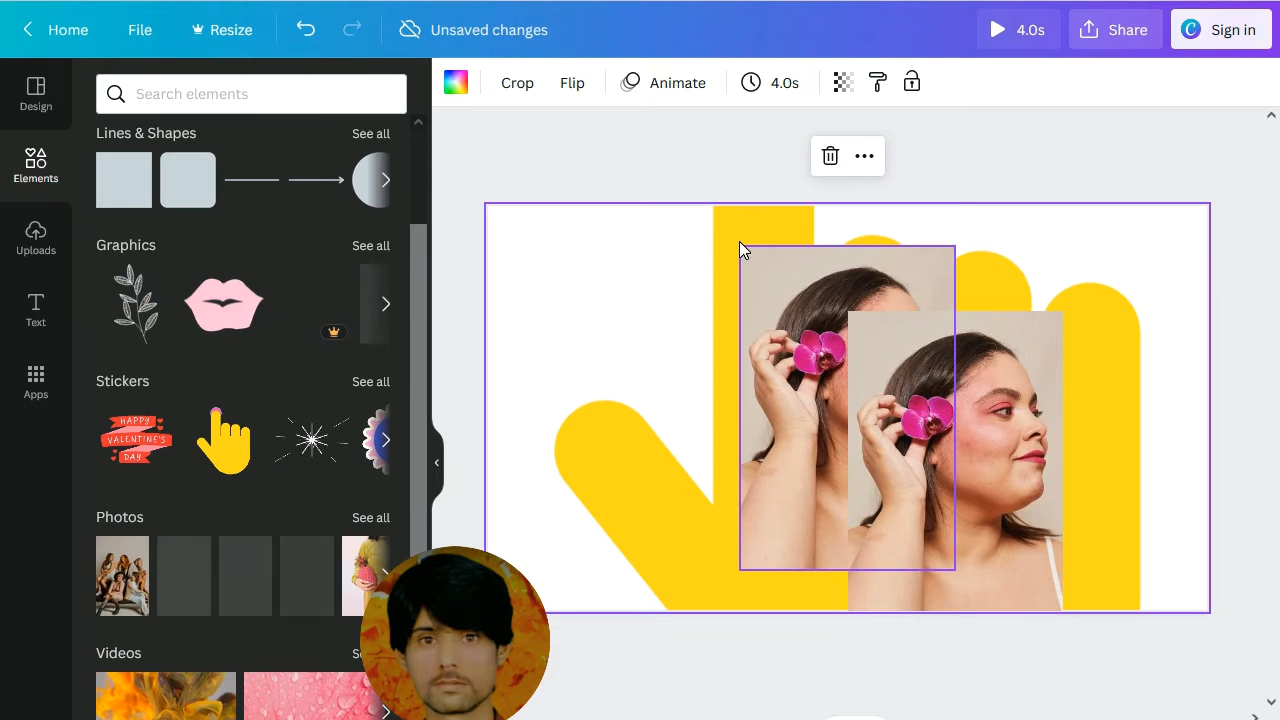 Home
File
Resize
Unsaved changes
4.0s
Share
Sign in
Design
Elements
Uploads
Text
Apps
Search elements
Lines & Shapes
See all
Graphics
See all
Stickers
See all
HAPPY
VALENTINE'S
DAY
Photos
See all
Videos
Crop
Flip
Animate
4.0s